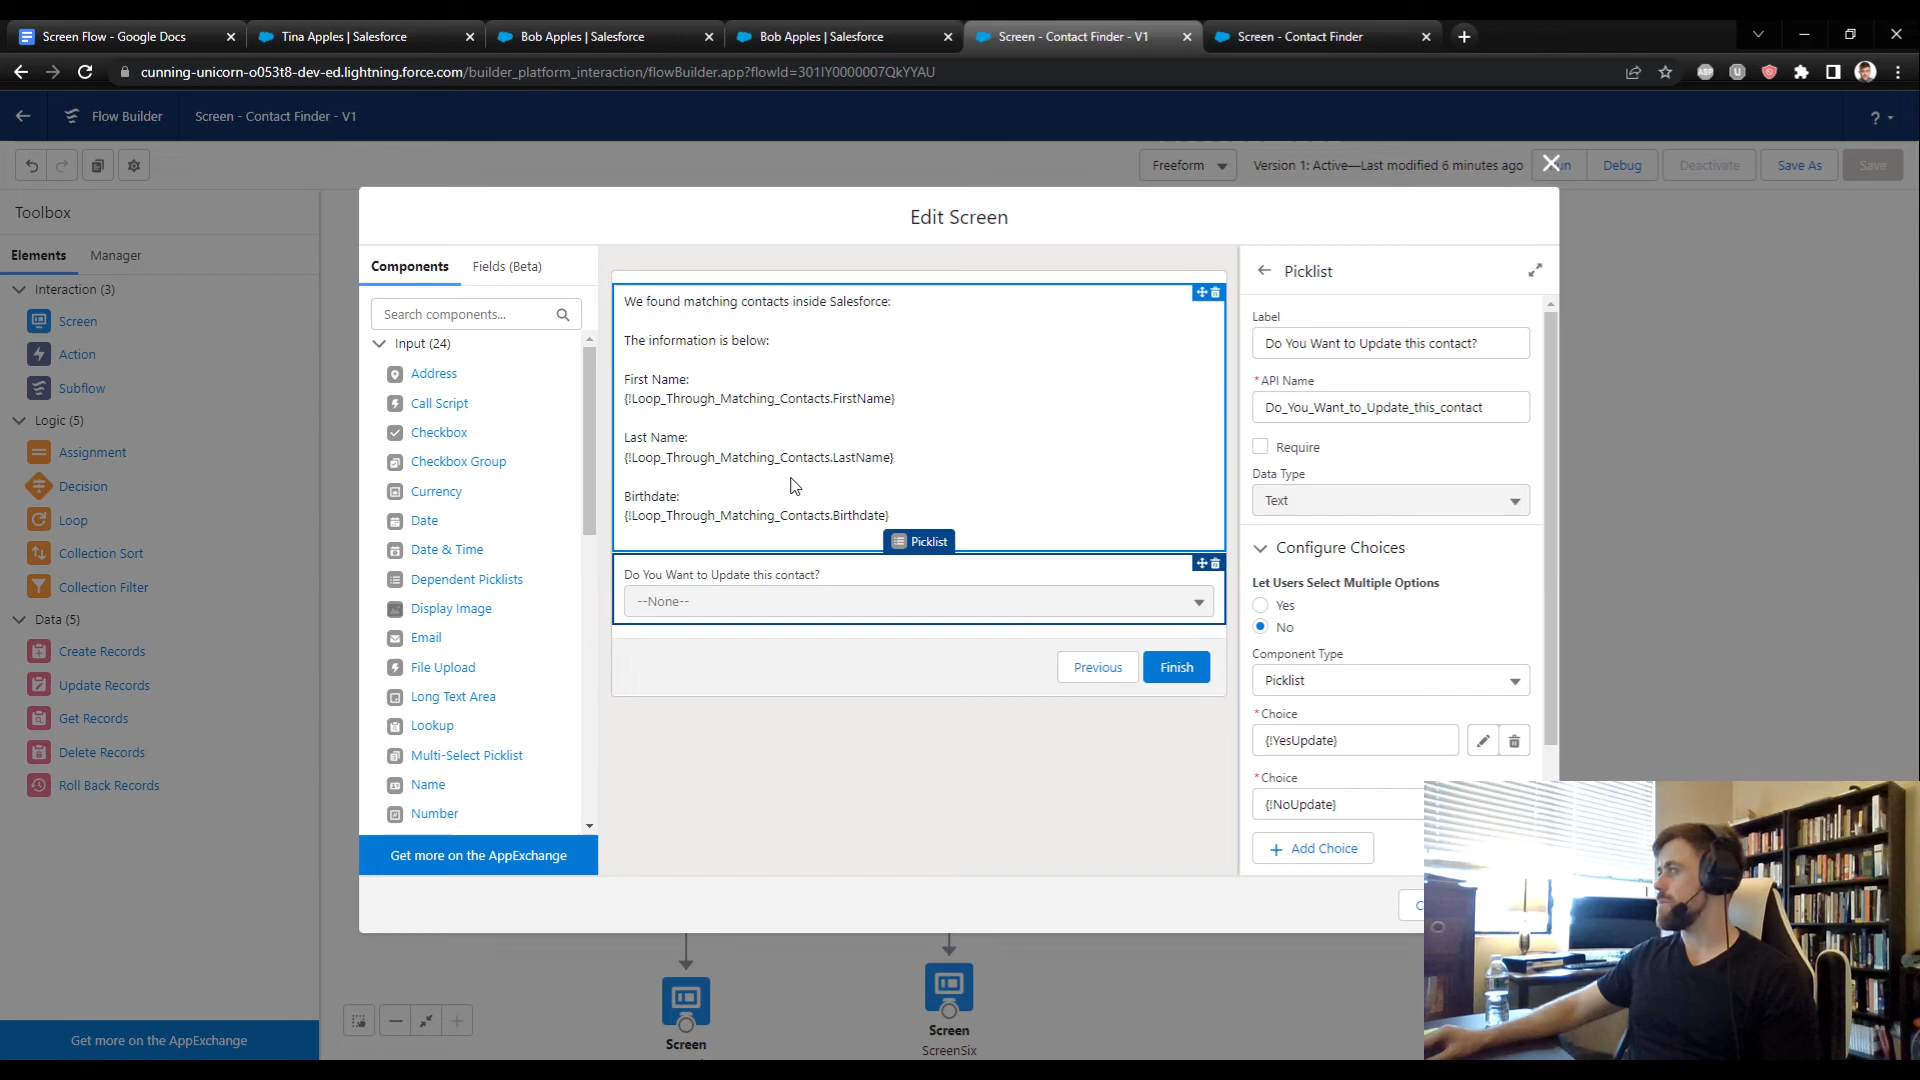 Screen Flow - Google Docs
Tina Apples | Salesforce
Bob Apples | Salesforce
Bob Apples | Salesforce
Screen - Contact Finder - V1
Screen - Contact Finder
cunning-unicorn-o053t8-dev-ed.lightning.force.com/builder_platform_interaction/flowBuilder.app?flowId=301IY0000007QkYYAU
Flow Builder
Screen - Contact Finder - V1
?
Freeform
Version 1: Active—Last modified 6 minutes ago
Debug
Deactivate
Save As
Save
Toolbox
Elements
Manager
Interaction (3)
Screen
Action
Subflow
Logic (5)
Assignment
Decision
Loop
Collection Sort
Collection Filter
Data (5)
Create Records
Update Records
Get Records
Delete Records
Roll Back Records
Get more on the AppExchange
Edit Screen
Components
Fields (Beta)
Search components...
Input (24)
Address
Call Script
Checkbox
Checkbox Group
Currency
Date
Date & Time
Dependent Picklists
Display Image
Email
File Upload
Long Text Area
Lookup
Multi-Select Picklist
Name
Number
Get more on the AppExchange
We found matching contacts inside Salesforce:
The information is below:
First Name:
{!Loop_Through_Matching_Contacts.FirstName}
Last Name:
{!Loop_Through_Matching_Contacts.LastName}
Birthdate:
{!Loop_Through_Matching_Contacts.Birthdate}
Picklist
Do You Want to Update this contact?
--None--
Previous
Finish
Picklist
Label
Do You Want to Update this contact?
*API Name
Do_You_Want_to_Update_this_contact
Require
Data Type
Text
Configure Choices
Let Users Select Multiple Options
Yes
No
Component Type
Picklist
*Choice
{!YesUpdate}
*Choice
{!NoUpdate}
+ Add Choice
Screen
Screen
ScreenSix